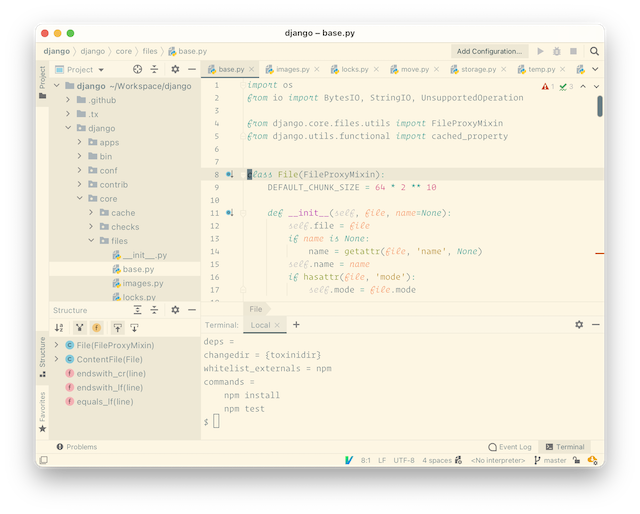 django – base.py
django django core files base.py
Add Configuration...
Project
Project
base.py images.py locks.py move.py storage.py temp.py
django ~/Workspace/django
.github
.tx
django
apps
bin
conf
contrib
core
cache
checks
files
__init__.py
base.py
images.py
locks.py
1 import os
2 from io import BytesIO, StringIO, UnsupportedOperation
3
4 from django.core.files.utils import FileProxyMixin
5 from django.utils.functional import cached_property
6
7
8 class File(FileProxyMixin):
9 DEFAULT_CHUNK_SIZE = 64 * 2 ** 10
10
11 def __init__(self, file, name=None):
12 self.file = file
13 if name is None:
14 name = getattr(file, 'name', None)
15 self.name = name
16 if hasattr(file, 'mode'):
17 self.mode = file.mode
18
1 3
File
Structure
Structure
File(FileProxyMixin)
ContentFile(File)
endswith_cr(line)
endswith_lf(line)
equals_lf(line)
Favorites
Terminal: Local
deps =
changedir = {toxinidir}
whitelist_externals = npm
commands =
npm install
npm test
$
Problems
Event Log
Terminal
8:1 LF UTF-8 4 spaces <No interpreter> master